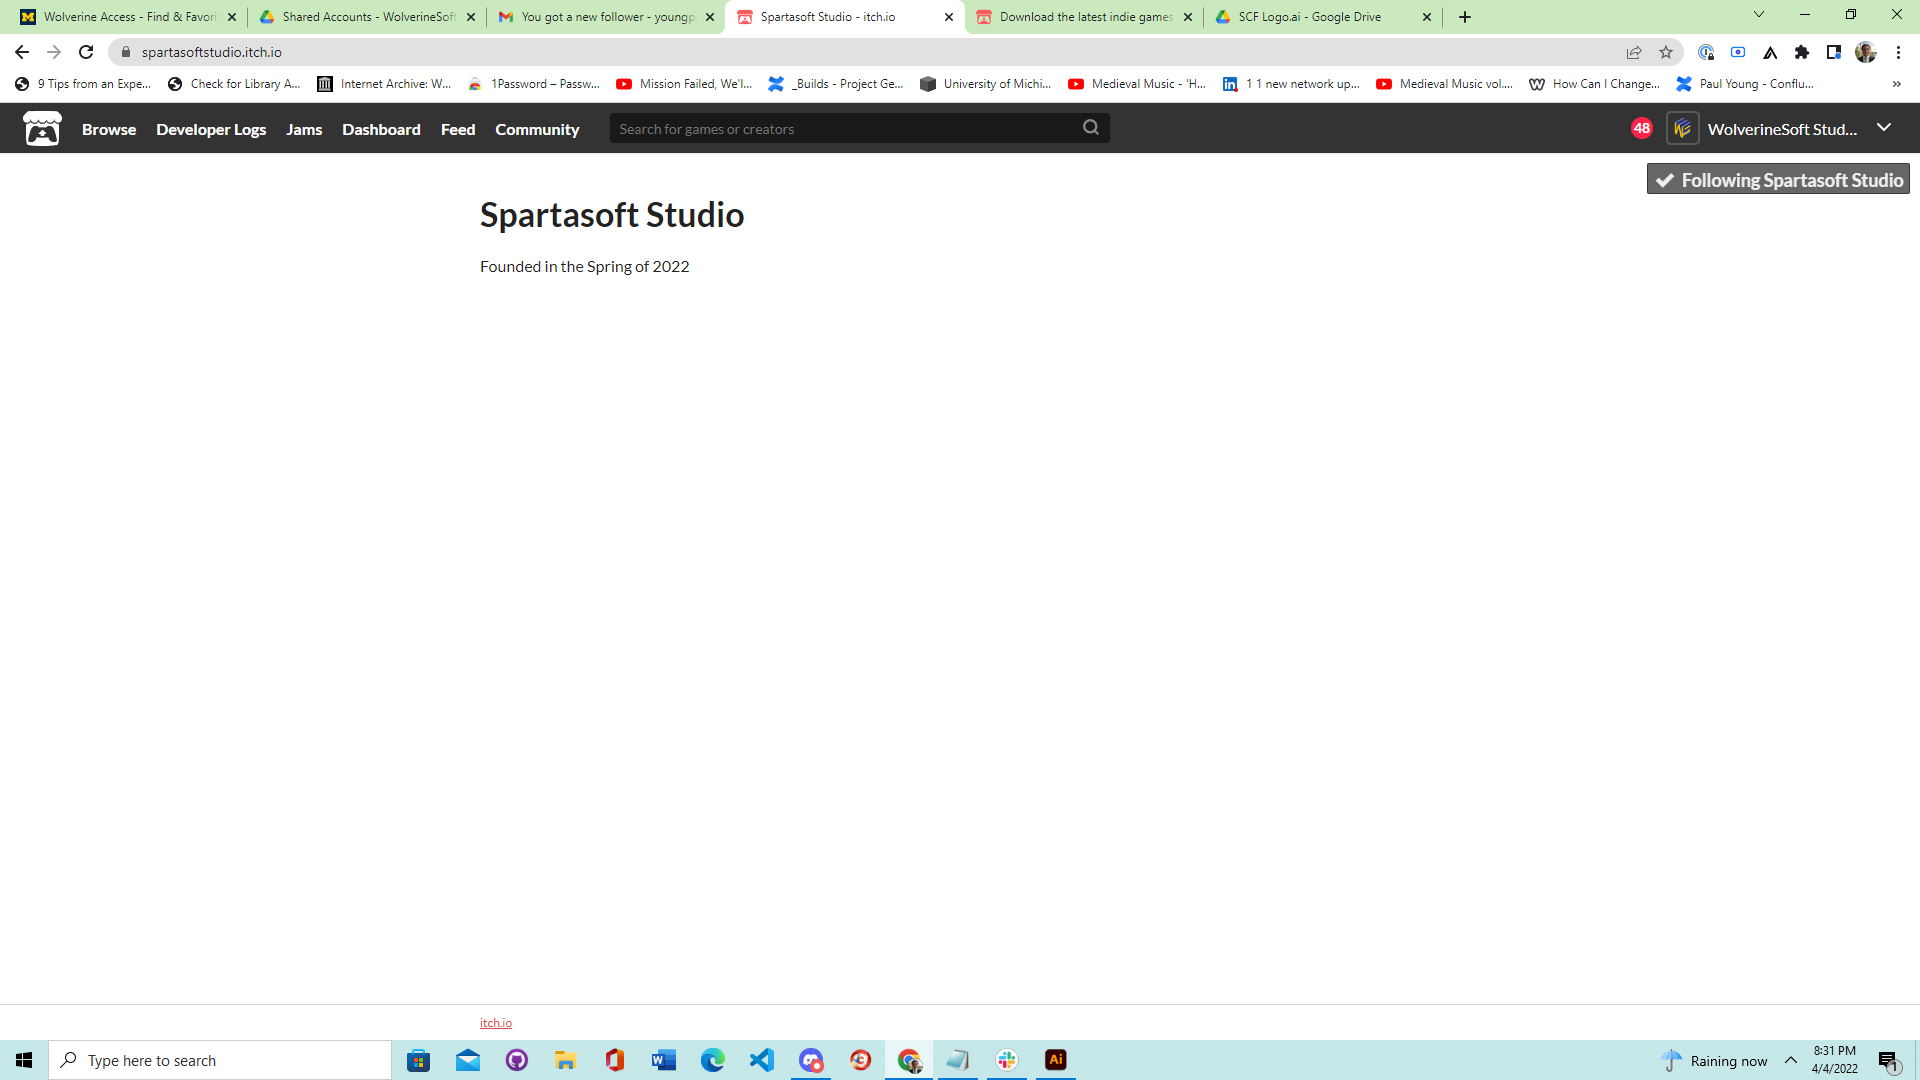 Wolverine Access - Find & Favori
Shared Accounts - WolverineSoft
You got a new follower - youngp
Spartasoft Studio - itch.io
Download the latest indie games
SCF Logo.ai - Google Drive
spartasoftstudio.itch.io
9 Tips from an Expe...
Check for Library A...
Internet Archive: W...
1Password – Passw...
Mission Failed, We'l...
_Builds - Project Ge...
University of Michi...
Medieval Music - 'H...
1 1 new network up...
Medieval Music vol....
How Can I Change...
Paul Young - Conflu...
»
Browse
Developer Logs
Jams
Dashboard
Feed
Community
Search for games or creators
48
WolverineSoft Stud...
Following Spartasoft Studio
Spartasoft Studio
Founded in the Spring of 2022
itch.io
Type here to search
Ai
Raining now
8:31 PM
4/4/2022
1